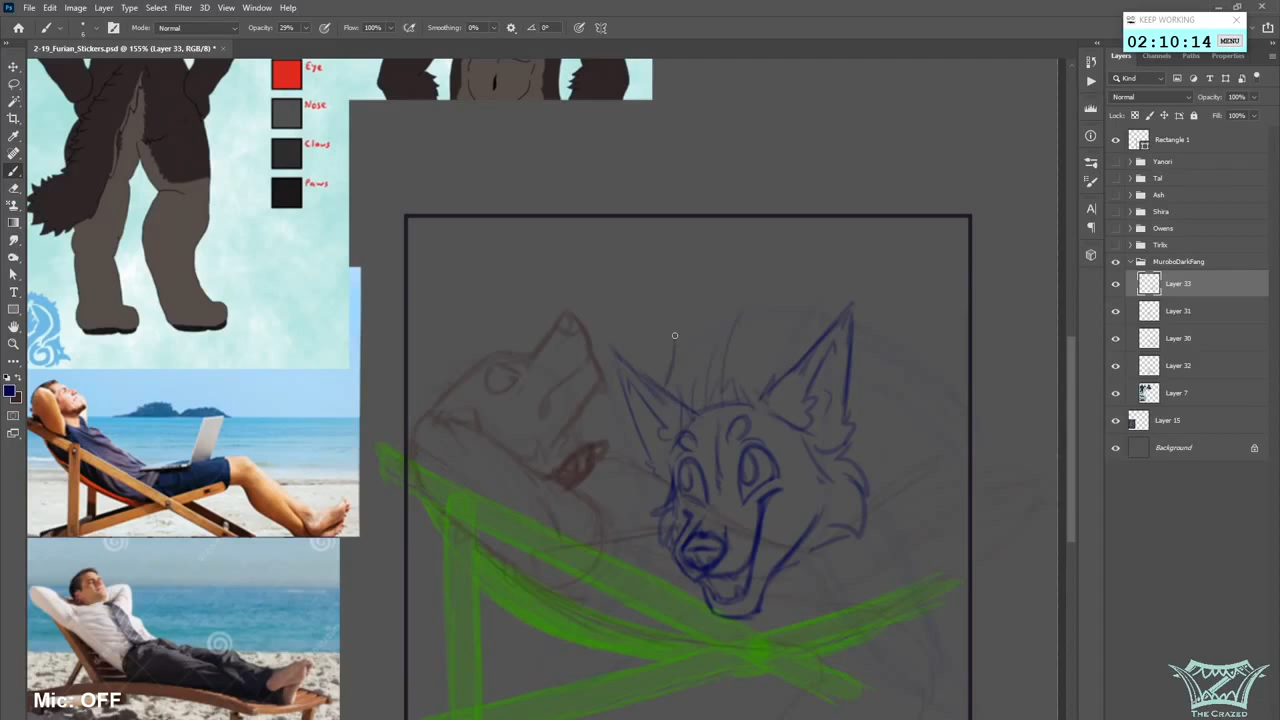 File Edit Image Layer Type Select Filter 3D View Window Help
Mode: Normal Opacity: 29% Flow: 100% Smoothing: 0% 0°
6
2-19_Furian_Stickers.psd @ 155% (Layer 33, RGB/8) *
KEEP WORKING
02:10:14 MENU
Layers Channels Paths Properties
Kind
Normal Opacity: 100%
Lock: Fill: 100%
Rectangle 1
Yanori
Tal
Ash
Shira
Owens
Tirlix
MuroboDarkFang
Layer 33
Layer 31
Layer 30
Layer 32
Layer 7
Layer 15
Background
Eye
Nose
Claws
Paws
Mic: OFF
THE CRAZED